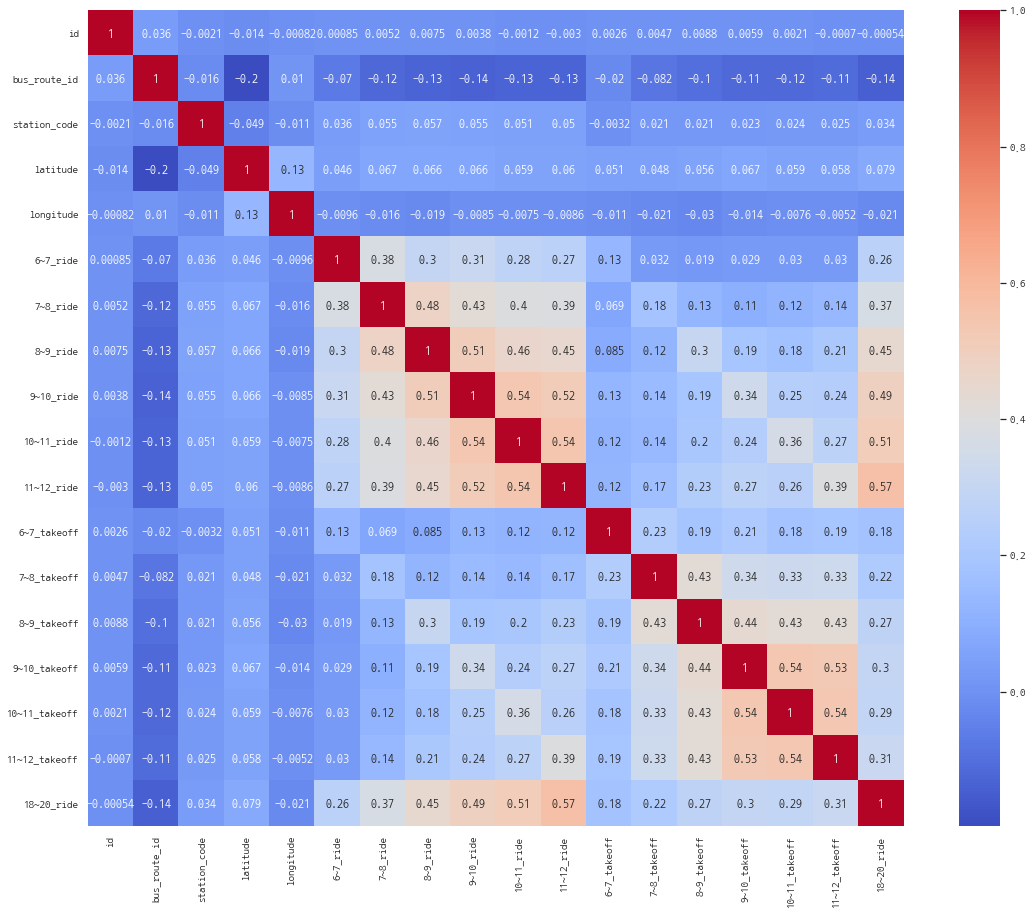 id 1 0.036 −0.0021 −0.014 −0.00082 0.00085 0.0052 0.0075 0.0038 −0.0012 −0.003 0.0026 0.0047 0.0088 0.0059 0.0021 −0.0007 −0.00054
bus_route_id 0.036 1 −0.016 −0.2 0.01 −0.07 −0.12 −0.13 −0.14 −0.13 −0.13 −0.02 −0.082 −0.1 −0.11 −0.12 −0.11 −0.14
station_code −0.0021 −0.016 1 −0.049 −0.011 0.036 0.055 0.057 0.055 0.051 0.05 −0.0032 0.021 0.021 0.023 0.024 0.025 0.034
latitude −0.014 −0.2 −0.049 1 0.13 0.046 0.067 0.066 0.066 0.059 0.06 0.051 0.048 0.056 0.067 0.059 0.058 0.079
longitude −0.00082 0.01 −0.011 0.13 1 −0.0096 −0.016 −0.019 −0.0085 −0.0075 −0.0086 −0.011 −0.021 −0.03 −0.014 −0.0076 −0.0052 −0.021
6~7_ride 0.00085 −0.07 0.036 0.046 −0.0096 1 0.38 0.3 0.31 0.28 0.27 0.13 0.032 0.019 0.029 0.03 0.03 0.26
7~8_ride 0.0052 −0.12 0.055 0.067 −0.016 0.38 1 0.48 0.43 0.4 0.39 0.069 0.18 0.13 0.11 0.12 0.14 0.37
8~9_ride 0.0075 −0.13 0.057 0.066 −0.019 0.3 0.48 1 0.51 0.46 0.45 0.085 0.12 0.3 0.19 0.18 0.21 0.45
9~10_ride 0.0038 −0.14 0.055 0.066 −0.0085 0.31 0.43 0.51 1 0.54 0.52 0.13 0.14 0.19 0.34 0.25 0.24 0.49
10~11_ride −0.0012 −0.13 0.051 0.059 −0.0075 0.28 0.4 0.46 0.54 1 0.54 0.12 0.14 0.2 0.24 0.36 0.27 0.51
11~12_ride −0.003 −0.13 0.05 0.06 −0.0086 0.27 0.39 0.45 0.52 0.54 1 0.12 0.17 0.23 0.27 0.26 0.39 0.57
6~7_takeoff 0.0026 −0.02 −0.0032 0.051 −0.011 0.13 0.069 0.085 0.13 0.12 0.12 1 0.23 0.19 0.21 0.18 0.19 0.18
7~8_takeoff 0.0047 −0.082 0.021 0.048 −0.021 0.032 0.18 0.12 0.14 0.14 0.17 0.23 1 0.43 0.34 0.33 0.33 0.22
8~9_takeoff 0.0088 −0.1 0.021 0.056 −0.03 0.019 0.13 0.3 0.19 0.2 0.23 0.19 0.43 1 0.44 0.43 0.43 0.27
9~10_takeoff 0.0059 −0.11 0.023 0.067 −0.014 0.029 0.11 0.19 0.34 0.24 0.27 0.21 0.34 0.44 1 0.54 0.53 0.3
10~11_takeoff 0.0021 −0.12 0.024 0.059 −0.0076 0.03 0.12 0.18 0.25 0.36 0.26 0.18 0.33 0.43 0.54 1 0.54 0.29
11~12_takeoff −0.0007 −0.11 0.025 0.058 −0.0052 0.03 0.14 0.21 0.24 0.27 0.39 0.19 0.33 0.43 0.53 0.54 1 0.31
18~20_ride −0.00054 −0.14 0.034 0.079 −0.021 0.26 0.37 0.45 0.49 0.51 0.57 0.18 0.22 0.27 0.3 0.29 0.31 1
id
bus_route_id
station_code
latitude
longitude
6~7_ride
7~8_ride
8~9_ride
9~10_ride
10~11_ride
11~12_ride
6~7_takeoff
7~8_takeoff
8~9_takeoff
9~10_takeoff
10~11_takeoff
11~12_takeoff
18~20_ride
1.0
0.8
0.6
0.4
0.2
0.0